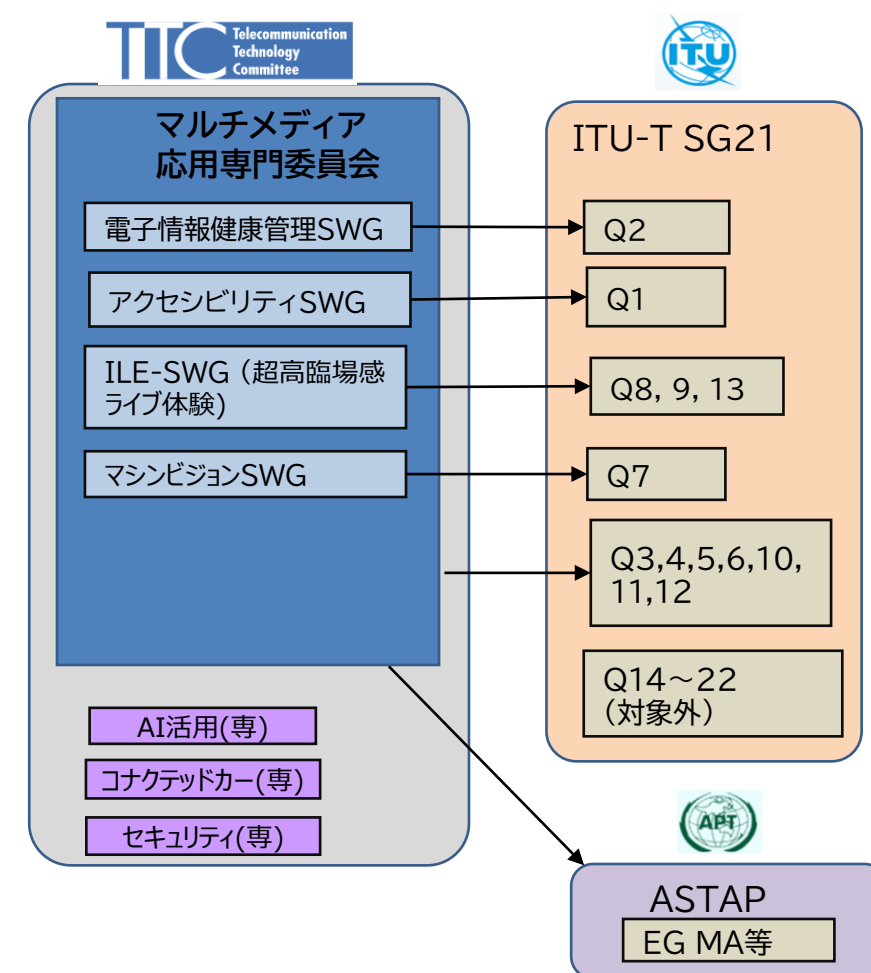 TTC
Telecommunication
Technology
Committee
マルチメディア
応用専門委員会
電子情報健康管理SWG
アクセシビリティSWG
ILE-SWG（超高臨場感
ライブ体験)
マシンビジョンSWG
AI活用(専)
コナクテッドカー(専)
セキュリティ(専)
ITU
ITU-T SG21
Q2
Q1
Q8, 9, 13
Q7
Q3,4,5,6,10,
11,12
Q14～22
（対象外）
APT
ASTAP
EG MA等